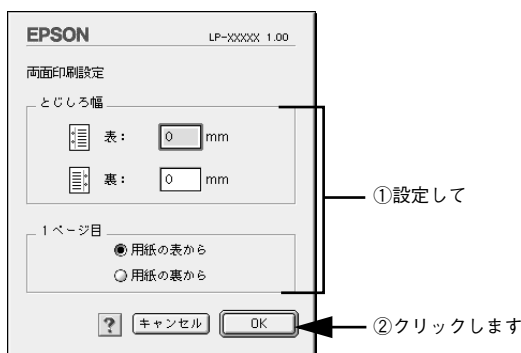 EPSON LP-XXXXX 1.00
両面印刷設定
とじしろ幅
表： 0 mm
裏： 0 mm
①設定して
1ページ目
用紙の表から
用紙の裏から
? キャンセル OK
②クリックします